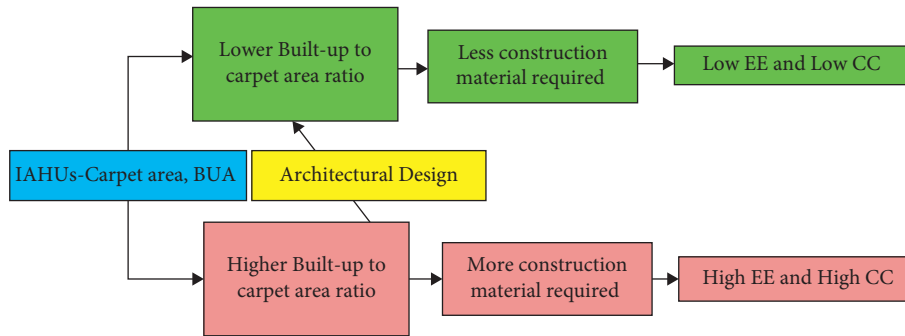 Lower Built-up to
carpet area ratio
Less construction
material required
Low EE and Low CC
IAHUs-Carpet area, BUA
Architectural Design
Higher Built-up to
carpet area ratio
More construction
material required
High EE and High CC